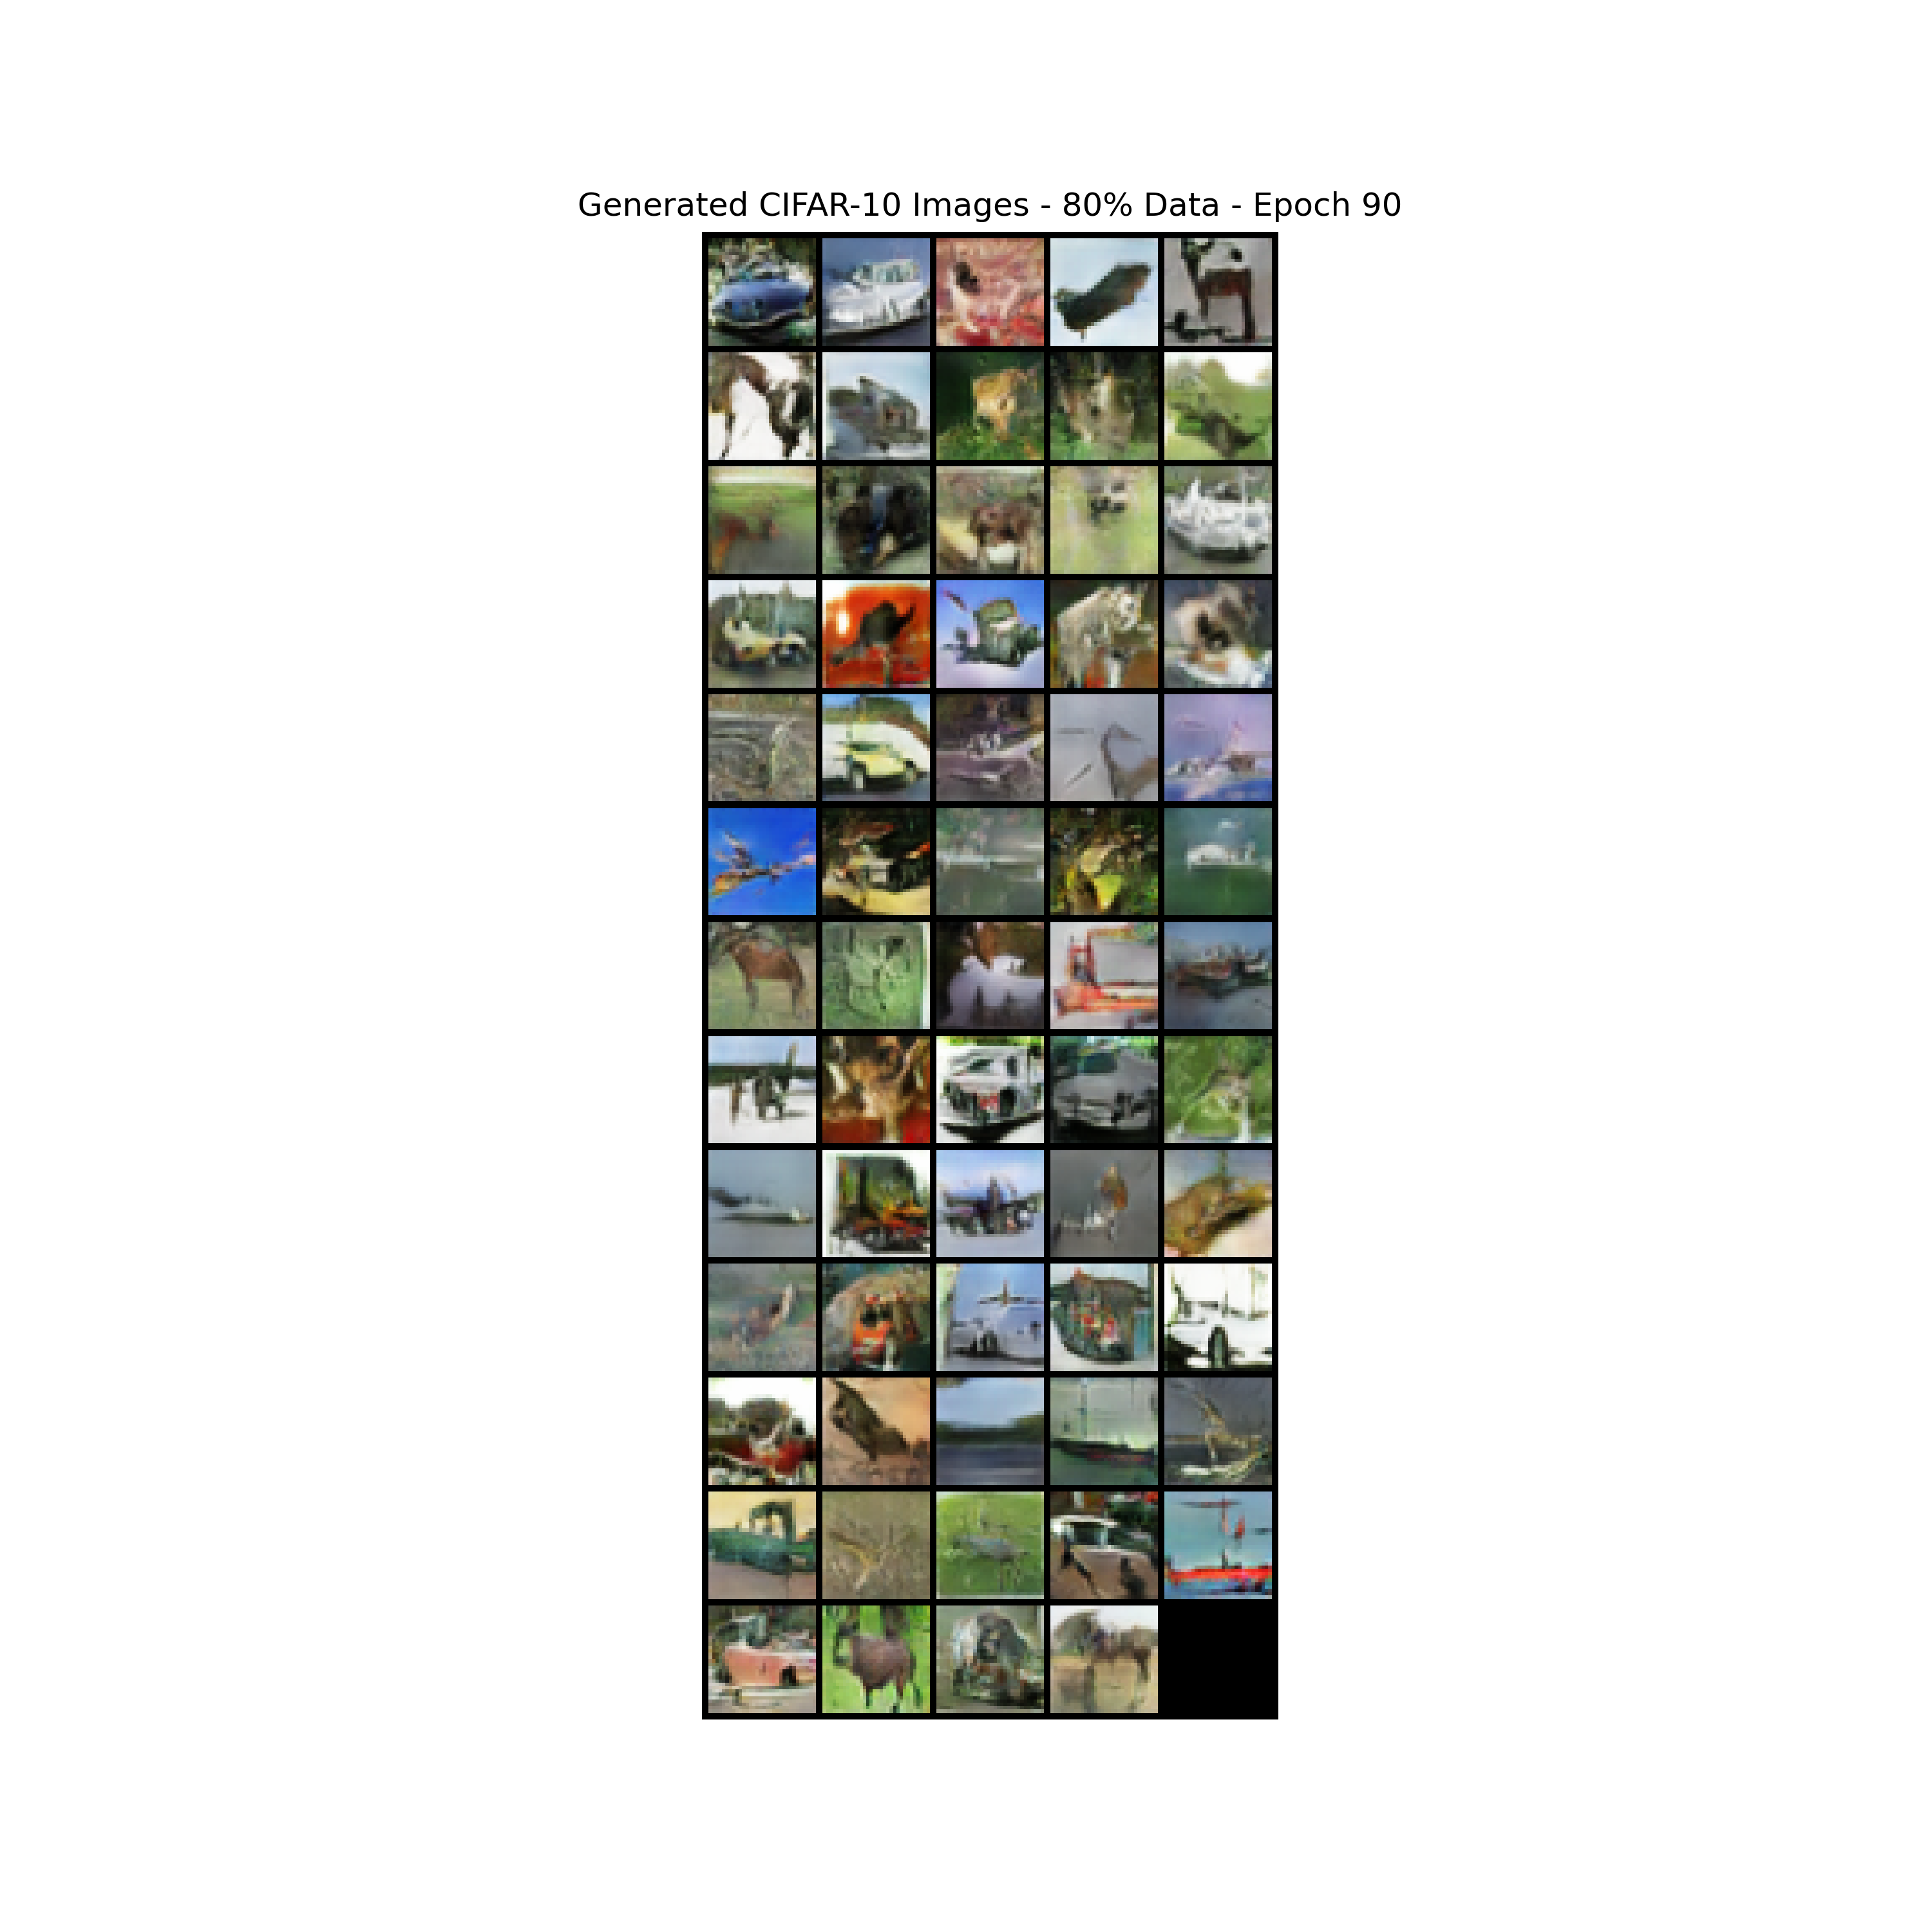 Generated CIFAR-10 Images - 80% Data - Epoch 90